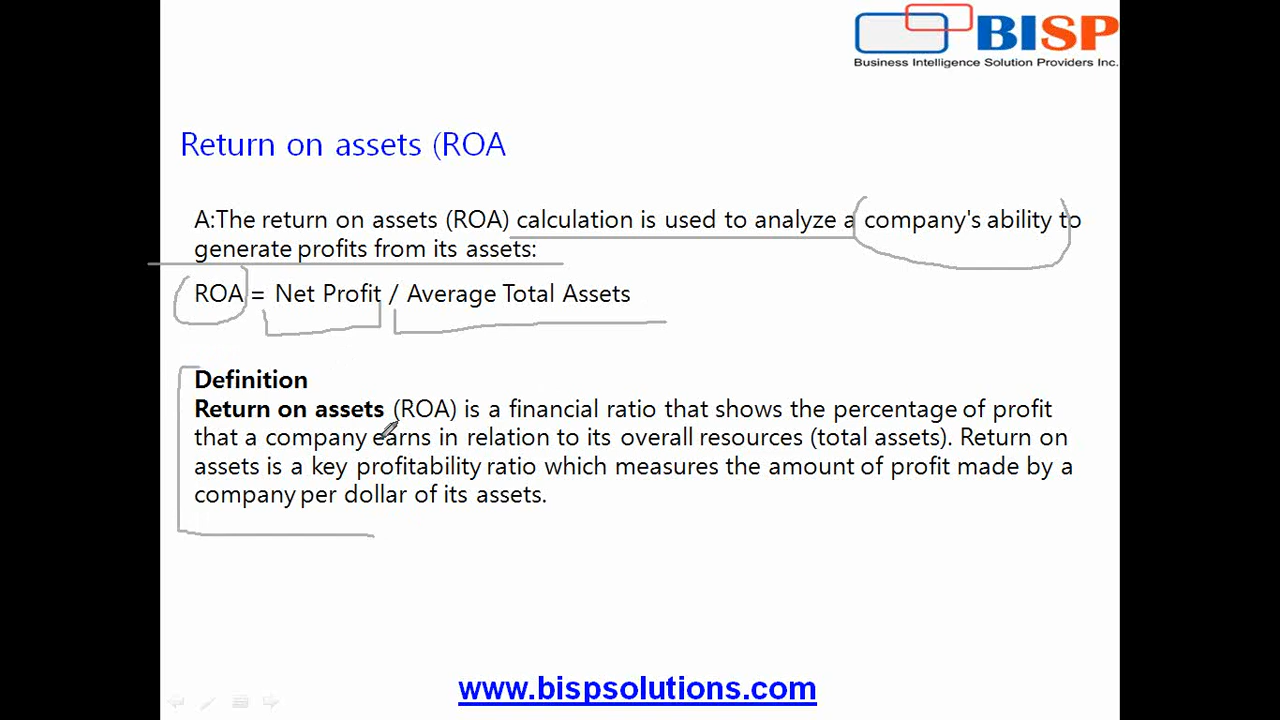 BISP
Business Intelligence Solution Providers Inc.
Return on assets (ROA
A:The return on assets (ROA) calculation is used to analyze a company's ability to
generate profits from its assets:
ROA = Net Profit / Average Total Assets
Definition
Return on assets (ROA) is a financial ratio that shows the percentage of profit
that a company earns in relation to its overall resources (total assets). Return on
assets is a key profitability ratio which measures the amount of profit made by a
company per dollar of its assets.
www.bispsolutions.com